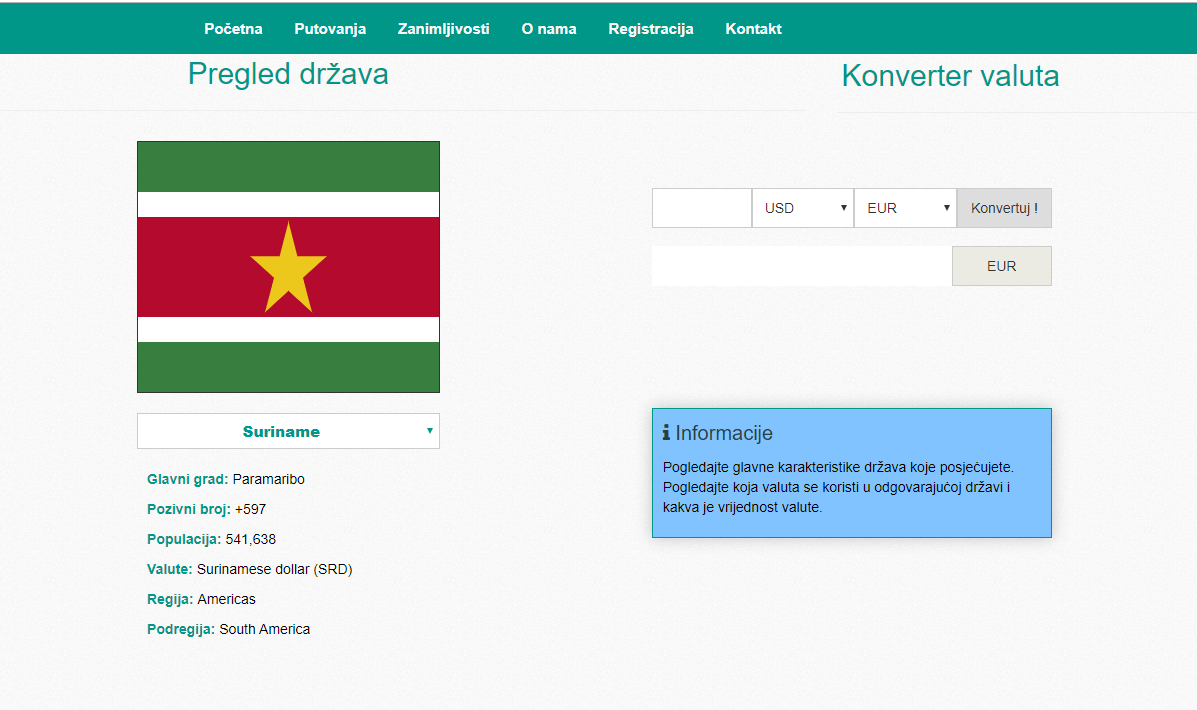 Početna Putovanja Zanimljivosti O nama Registracija Kontakt
Pregled država
Konverter valuta
USD EUR Konvertuj !
EUR
Suriname
Glavni grad: Paramaribo
Pozivni broj: +597
Populacija: 541,638
Valute: Surinamese dollar (SRD)
Regija: Americas
Podregija: South America
Informacije
Pogledajte glavne karakteristike država koje posjećujete.
Pogledajte koja valuta se koristi u odgovarajućoj državi i
kakva je vrijednost valute.